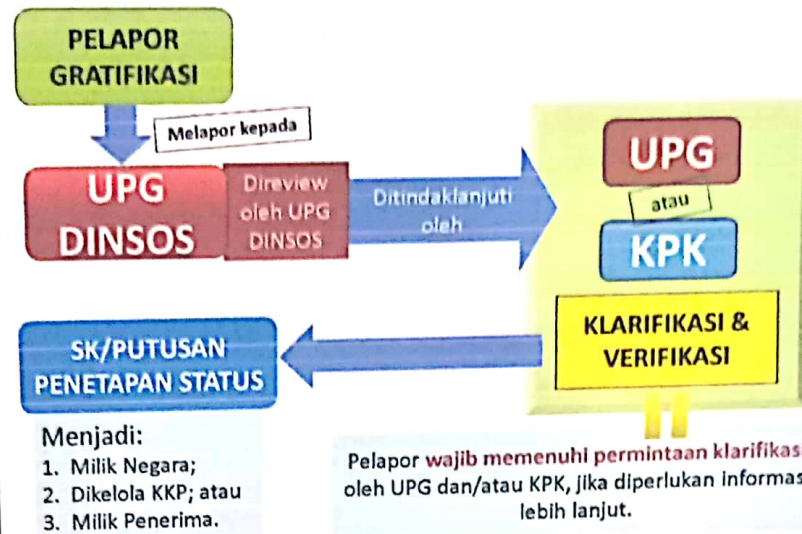 PELAPOR
GRATIFIKASI
Melapor kepada
UPG
DINSOS
Direview
oleh UPG
DINSOS
Ditindaklanjuti
oleh
UPG
atau
KPK
KLARIFIKASI &
VERIFIKASI
SK/PUTUSAN
PENETAPAN STATUS
Menjadi:
1. Milik Negara;
2. Dikelola KKP; atau
3. Milik Penerima.
Pelapor wajib memenuhi permintaan klarifikasi
oleh UPG dan/atau KPK, jika diperlukan informas
lebih lanjut.